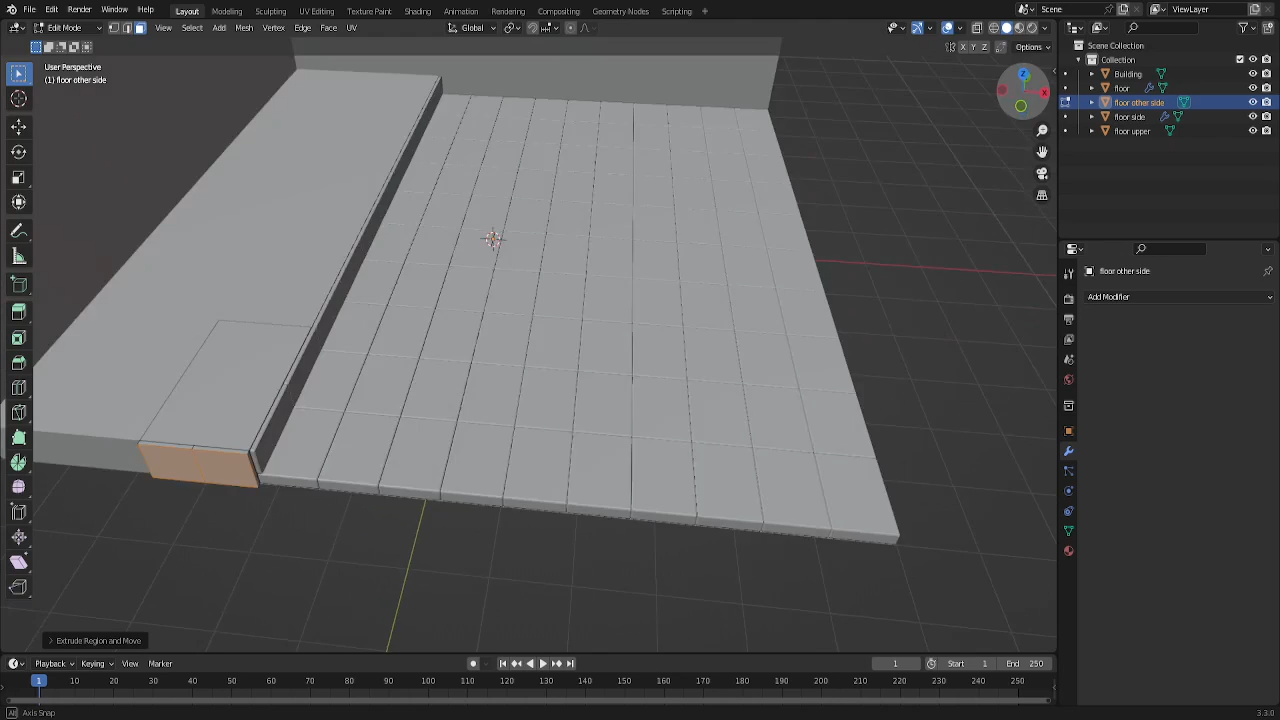 File Edit Render Window Help Layout Modeling Sculpting UV Editing Texture Paint Shading Animation Rendering Compositing Geometry Nodes Scripting Scene ViewLayer
Edit Mode View Select Add Mesh Vertex Edge Face UV Global
X Y Z Options
User Perspective
(1) floor other side
Scene Collection
Collection
Building
floor
floor other side
floor side
floor upper
floor other side
Add Modifier
Z
X
Extrude Region and Move
Playback Keying View Marker 1 Start 1 End 250
1 10 20 30 40 50 60 70 80 90 100 110 120 130 140 150 160 170 180 190 200 210 220 230 240 250
Axis Snap 3.3.0